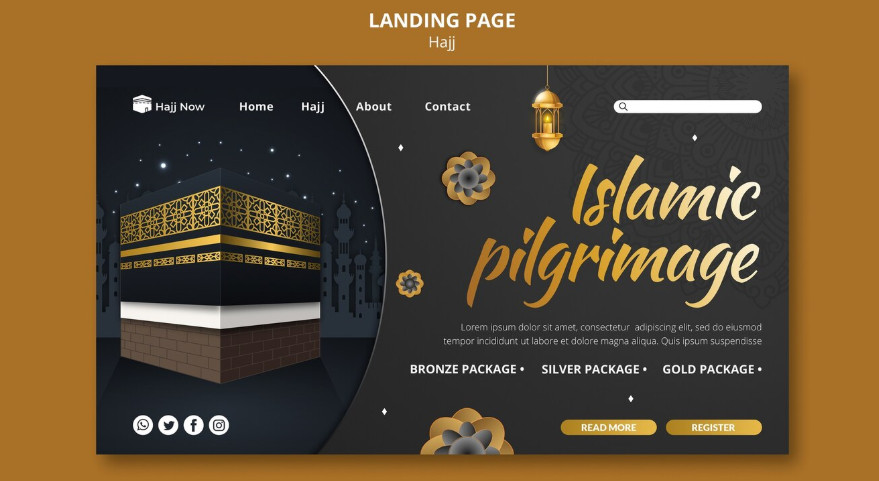 LANDING PAGE
Hajj
Hajj Now
Home Hajj About Contact
Islamic
pilgrimage
Lorem ipsum dolor sit amet, consectetur adipiscing elit, sed do eiusmod
tempor incididunt ut labore et dolore magna aliqua. Quis ipsum suspendisse
BRONZE PACKAGE • SILVER PACKAGE • GOLD PACKAGE •
READ MORE REGISTER